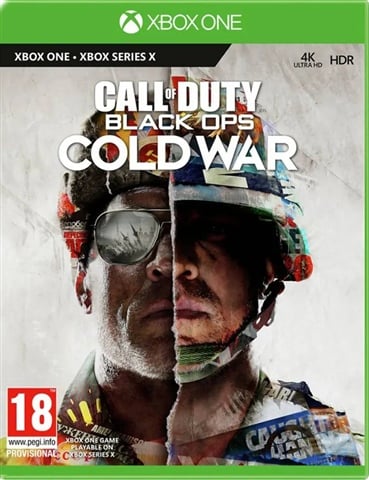 XBOX ONE
XBOX ONE • XBOX SERIES X
4K
ULTRA HD
HDR
CALL OF DUTY
BLACK OPS
COLD WAR
18
www.pegi.info
PROVISIONAL
XBOX ONE GAME
PLAYABLE ON
XBOX SERIES X
CAUGHT